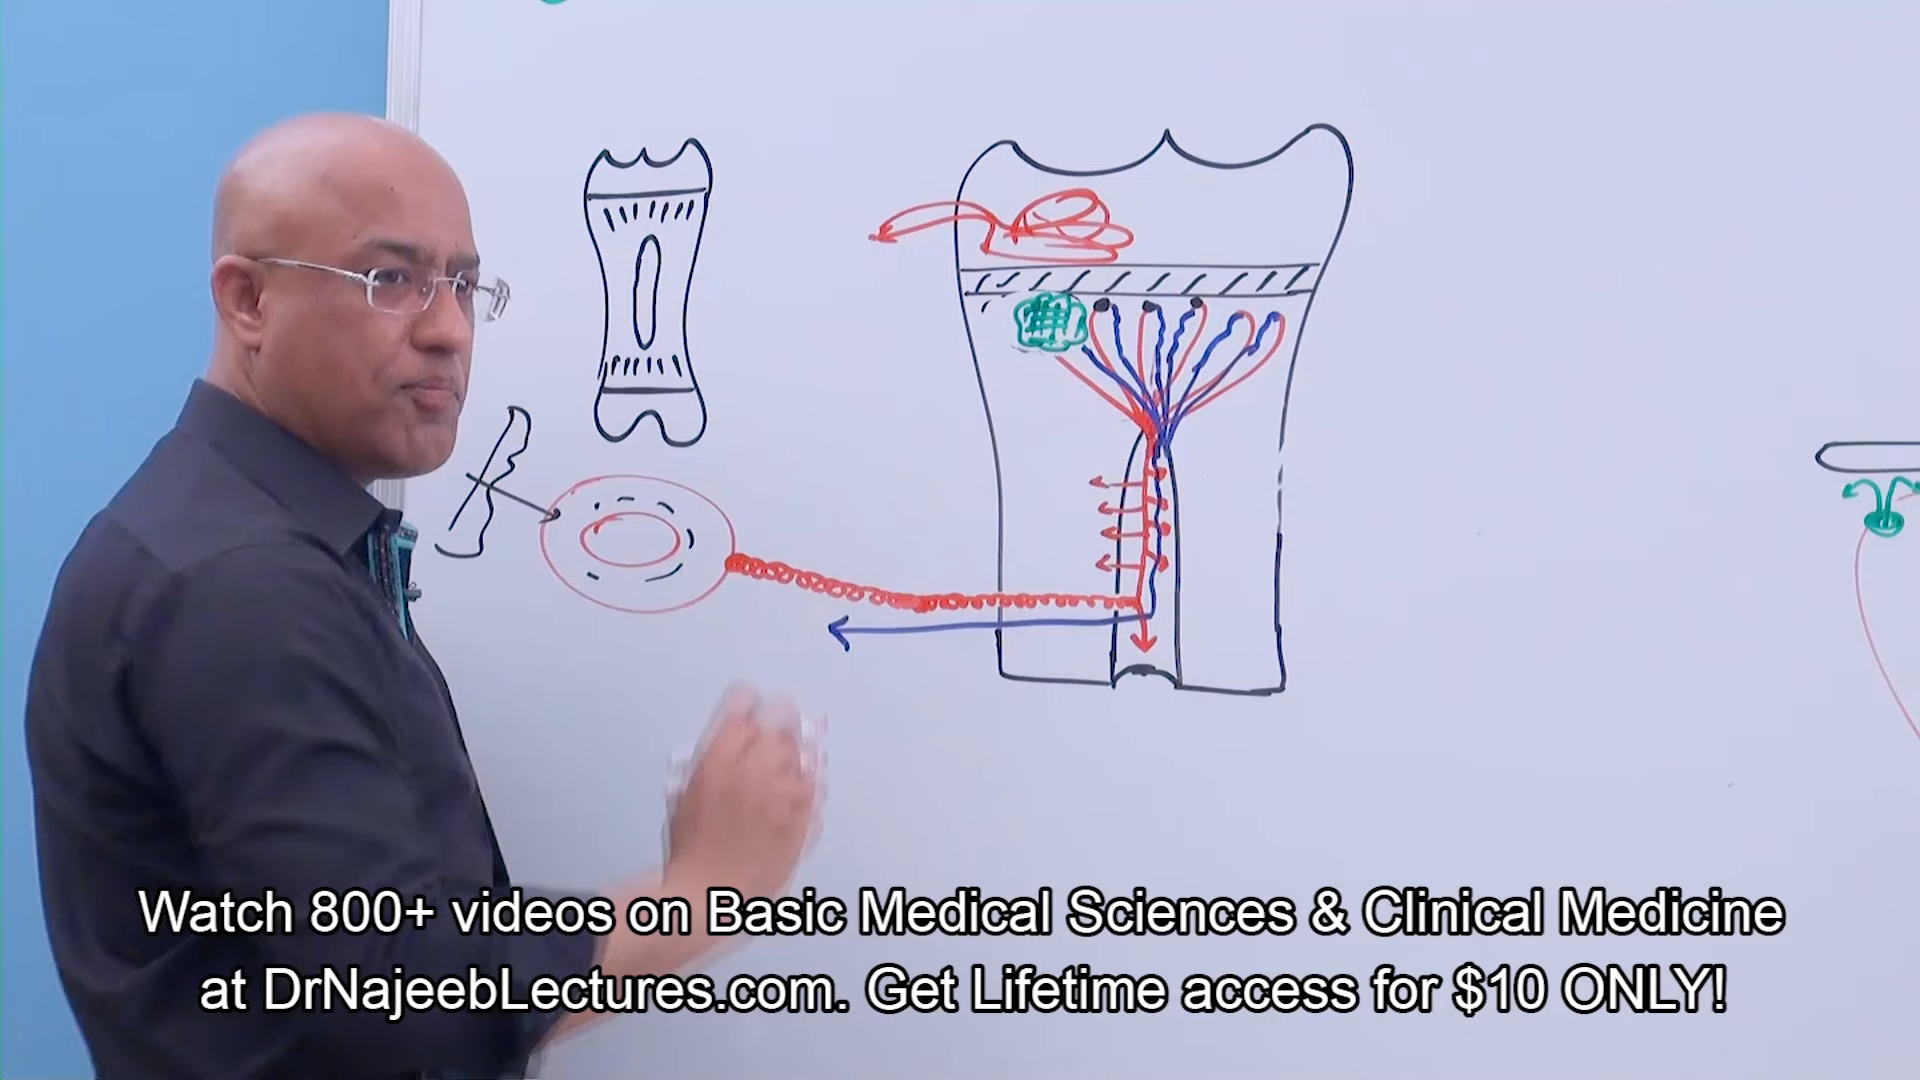 Watch 800+ videos on Basic Medical Sciences & Clinical Medicine
at DrNajeebLectures.com. Get Lifetime access for $10 ONLY!